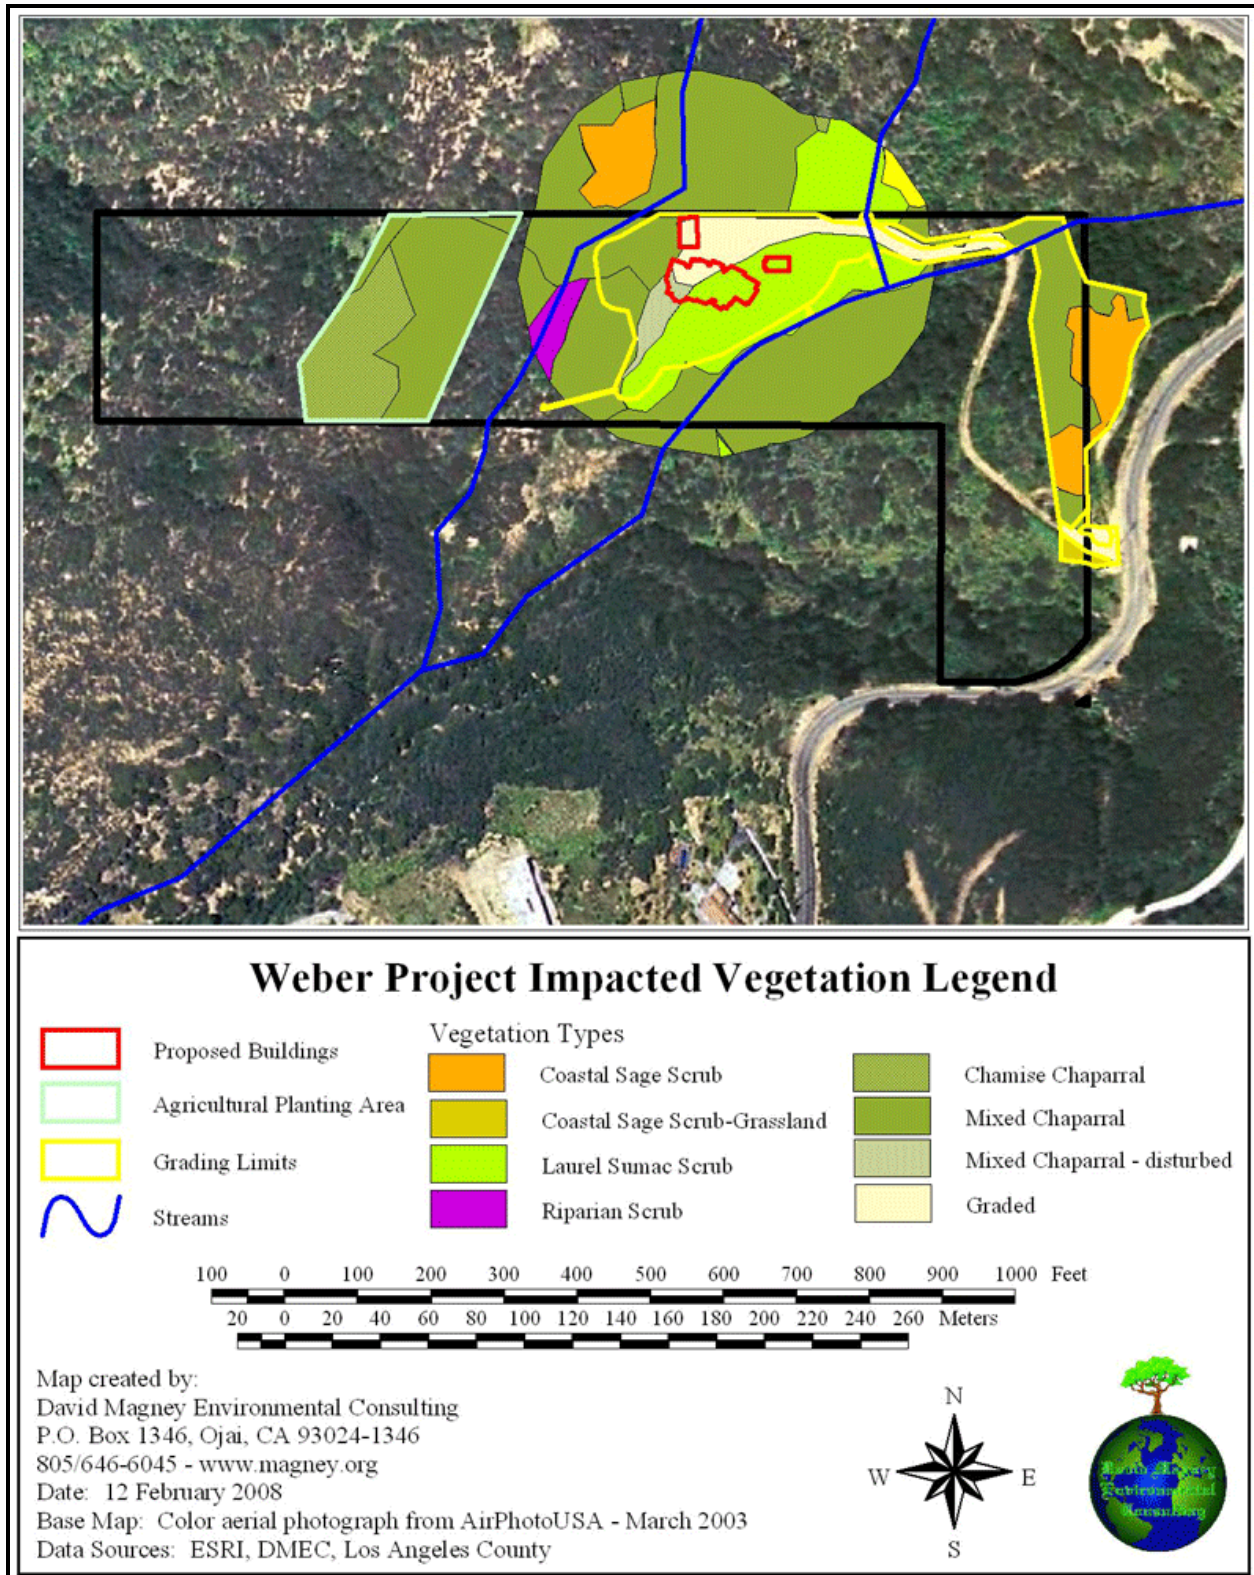 Weber Project Impacted Vegetation Legend
Proposed Buildings
Agricultural Planting Area
Grading Limits
Streams
Vegetation Types
Coastal Sage Scrub
Coastal Sage Scrub-Grassland
Laurel Sumac Scrub
Riparian Scrub
Chamise Chaparral
Mixed Chaparral
Mixed Chaparral - disturbed
Graded
100 0 100 200 300 400 500 600 700 800 900 1000 Feet
20 0 20 40 60 80 100 120 140 160 180 200 220 240 260 Meters
Map created by:
David Magney Environmental Consulting
P.O. Box 1346, Ojai, CA 93024-1346
805/646-6045 - www.magney.org
Date: 12 February 2008
Base Map: Color aerial photograph from AirPhotoUSA - March 2003
Data Sources: ESRI, DMEC, Los Angeles County
N
W E
S
David Magney
Environmental
Consulting